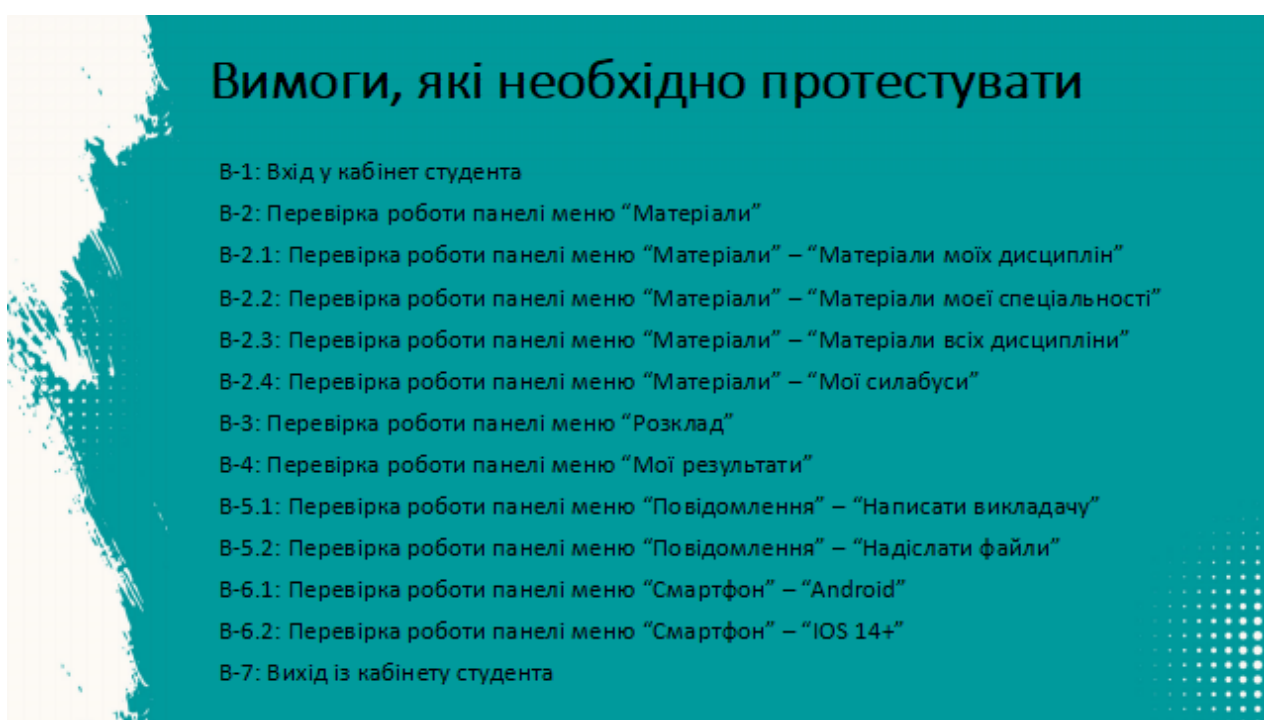 Вимоги, які необхідно протестувати
В-1: Вхід у кабінет студента
В-2: Перевірка роботи панелі меню “Матеріали”
В-2.1: Перевірка роботи панелі меню “Матеріали” – “Матеріали моїх дисциплін”
В-2.2: Перевірка роботи панелі меню “Матеріали” – “Матеріали моєї спеціальності”
В-2.3: Перевірка роботи панелі меню “Матеріали” – “Матеріали всіх дисципліни”
В-2.4: Перевірка роботи панелі меню “Матеріали” – “Мої силабуси”
В-3: Перевірка роботи панелі меню “Розклад”
В-4: Перевірка роботи панелі меню “Мої результати”
В-5.1: Перевірка роботи панелі меню “Повідомлення” – “Написати викладачу”
В-5.2: Перевірка роботи панелі меню “Повідомлення” – “Надіслати файли”
В-6.1: Перевірка роботи панелі меню “Смартфон” – “Android”
В-6.2: Перевірка роботи панелі меню “Смартфон” – “IOS 14+”
В-7: Вихід із кабінету студента